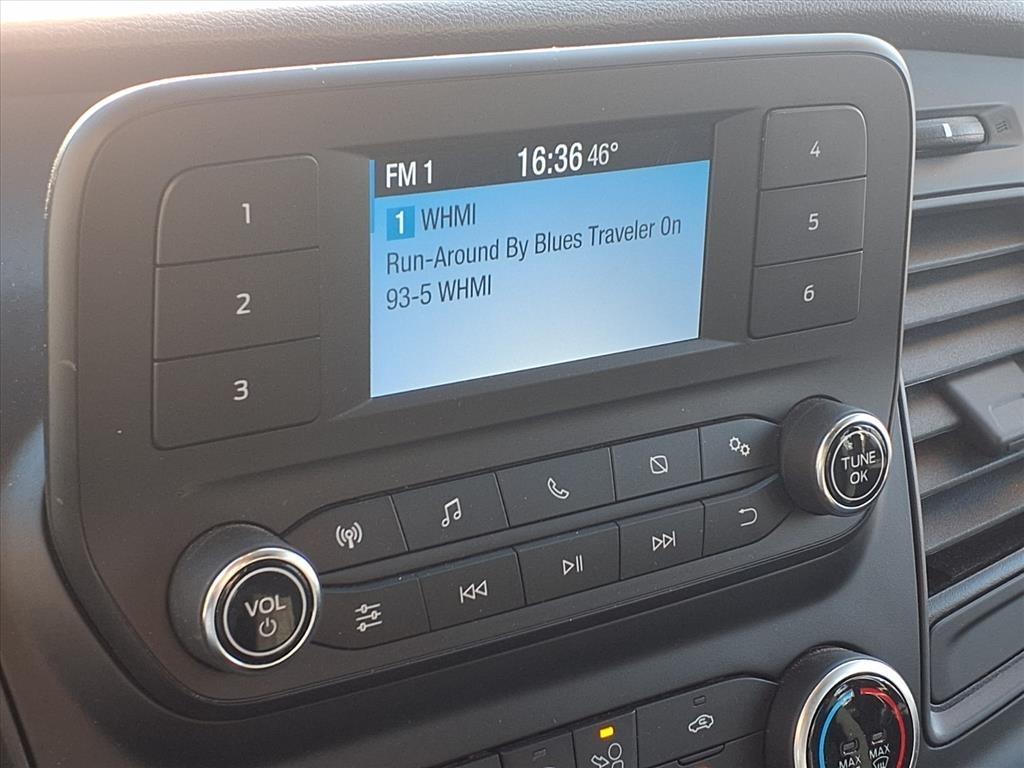 FM 1 16:36 46°
1 WHMI
Run-Around By Blues Traveler On
93-5 WHMI
1
2
3
4
5
6
VOL
TUNE
OK
MAX
MAX